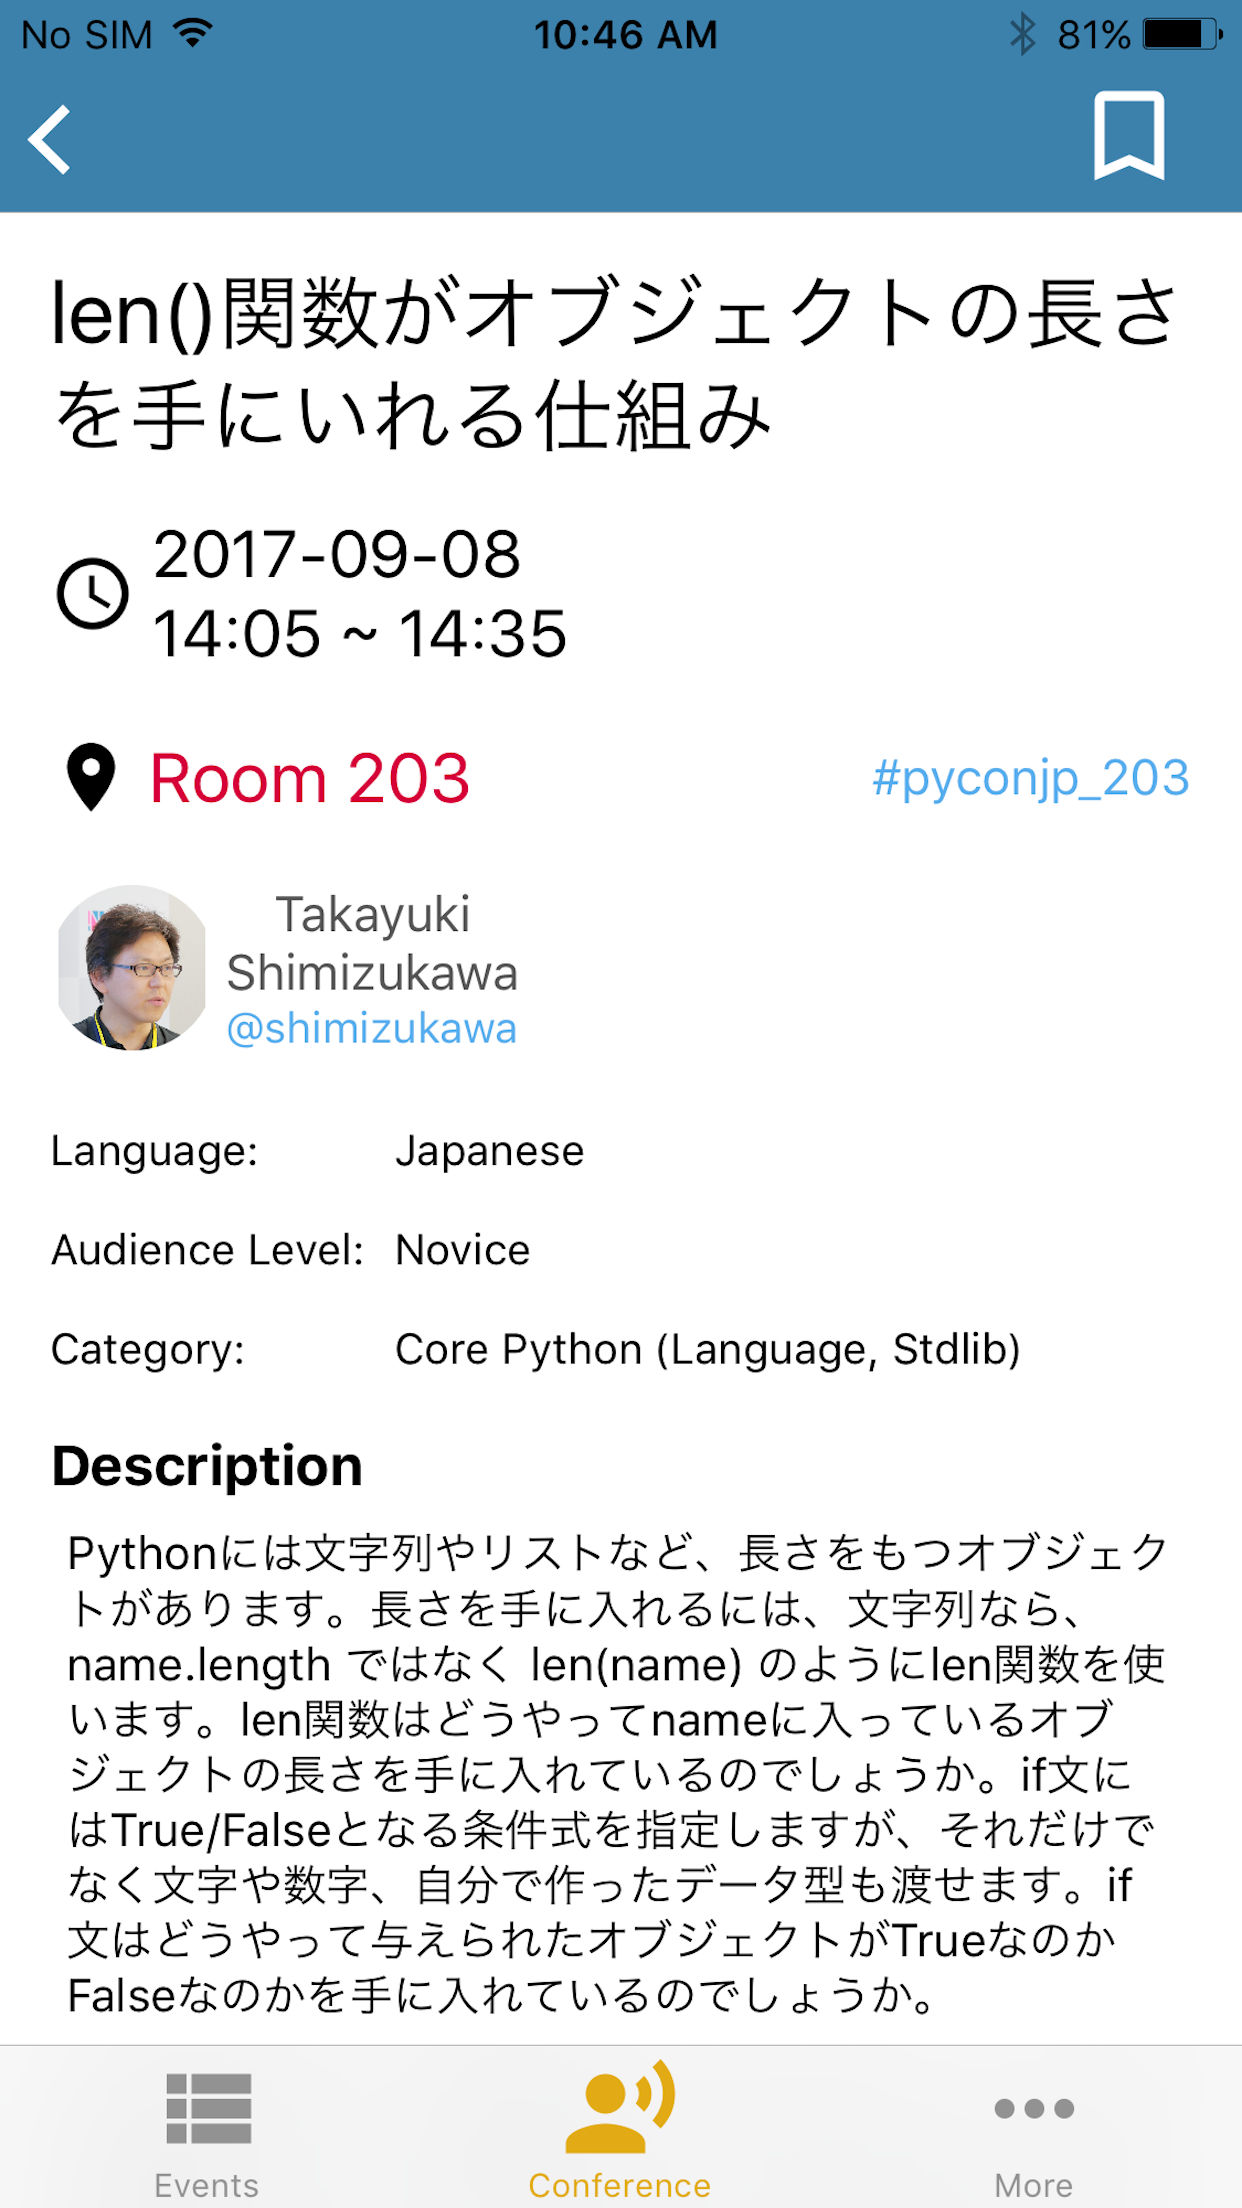 No SIM 10:46 AM 81%
len()関数がオブジェクトの長さ
を手にいれる仕組み
2017-09-08
14:05 ~ 14:35
Room 203 #pyconjp_203
Takayuki
Shimizukawa
@shimizukawa
Language: Japanese
Audience Level: Novice
Category: Core Python (Language, Stdlib)
Description
Pythonには文字列やリストなど、長さをもつオブジェク
トがあります。長さを手に入れるには、文字列なら、
name.length ではなく len(name) のようにlen関数を使
います。len関数はどうやってnameに入っているオブ
ジェクトの長さを手に入れているのでしょうか。if文に
はTrue/Falseとなる条件式を指定しますが、それだけで
なく文字や数字、自分で作ったデータ型も渡せます。if
文はどうやって与えられたオブジェクトがTrueなのか
Falseなのかを手に入れているのでしょうか。
Events Conference More